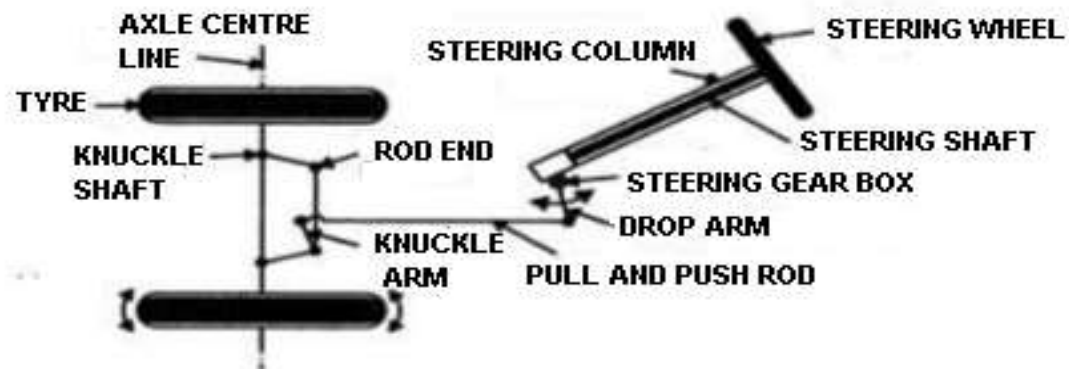 AXLE CENTRE
LINE
STEERING WHEEL
STEERING COLUMN
TYRE
STEERING SHAFT
KNUCKLE
SHAFT
ROD END
STEERING GEAR BOX
DROP ARM
KNUCKLE
ARM
PULL AND PUSH ROD